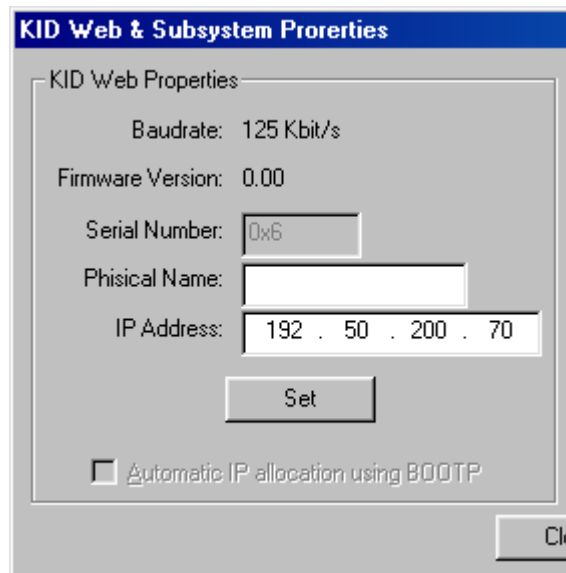 KID Web & Subsystem Prorerties
KID Web Properties
Baudrate: 125 Kbit/s
Firmware Version: 0.00
Serial Number: 0x6
Phisical Name:
IP Address: 192 . 50 . 200 . 70
Set
Automatic IP allocation using BOOTP